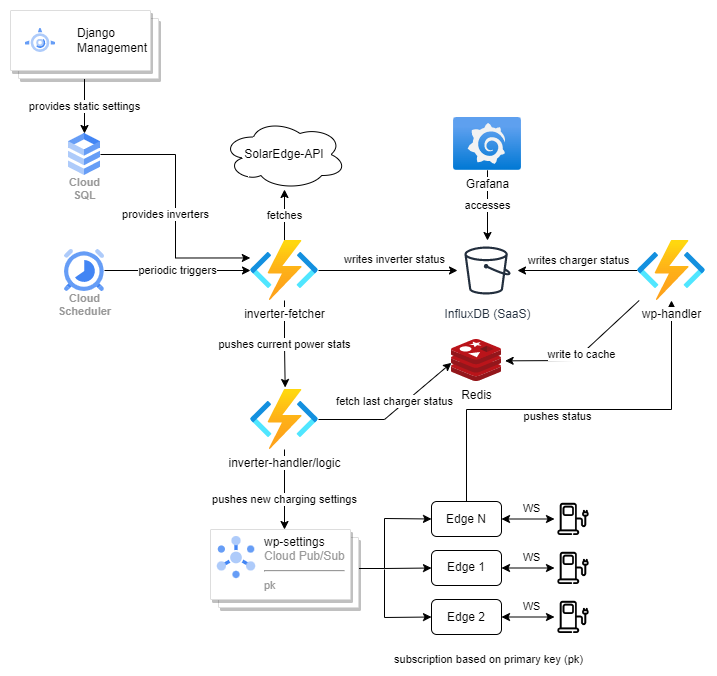 Django
Management
provides static settings
Cloud
SQL
SolarEdge-API
Grafana
accesses
provides inverters
fetches
Cloud
Scheduler
periodic triggers
inverter-fetcher
writes inverter status
InfluxDB (SaaS)
writes charger status
wp-handler
pushes current power stats
write to cache
Redis
fetch last charger status
pushes status
inverter-handler/logic
pushes new charging settings
wp-settings
Cloud Pub/Sub
pk
Edge N
WS
Edge 1
WS
Edge 2
WS
subscription based on primary key (pk)